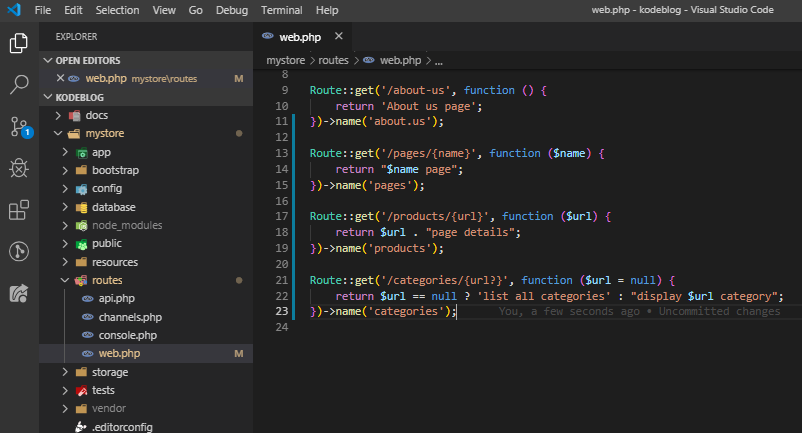 File Edit Selection View Go Debug Terminal Help web.php - kodeblog - Visual Studio Code
EXPLORER
OPEN EDITORS
web.php mystore\routes M
KODEBLOG
docs
mystore
app
bootstrap
config
database
node_modules
public
resources
routes
api.php
channels.php
console.php
web.php M
storage
tests
vendor
.editorconfig
1
web.php
mystore > routes > web.php > ...
8
9 Route::get('/about-us', function () {
10 return 'About us page';
11 })->name('about.us');
12
13 Route::get('/pages/{name}', function ($name) {
14 return "$name page";
15 })->name('pages');
16
17 Route::get('/products/{url}', function ($url) {
18 return $url . "page details";
19 })->name('products');
20
21 Route::get('/categories/{url?}', function ($url = null) {
22 return $url == null ? 'list all categories' : "display $url category";
23 })->name('categories'); You, a few seconds ago • Uncommitted changes
24